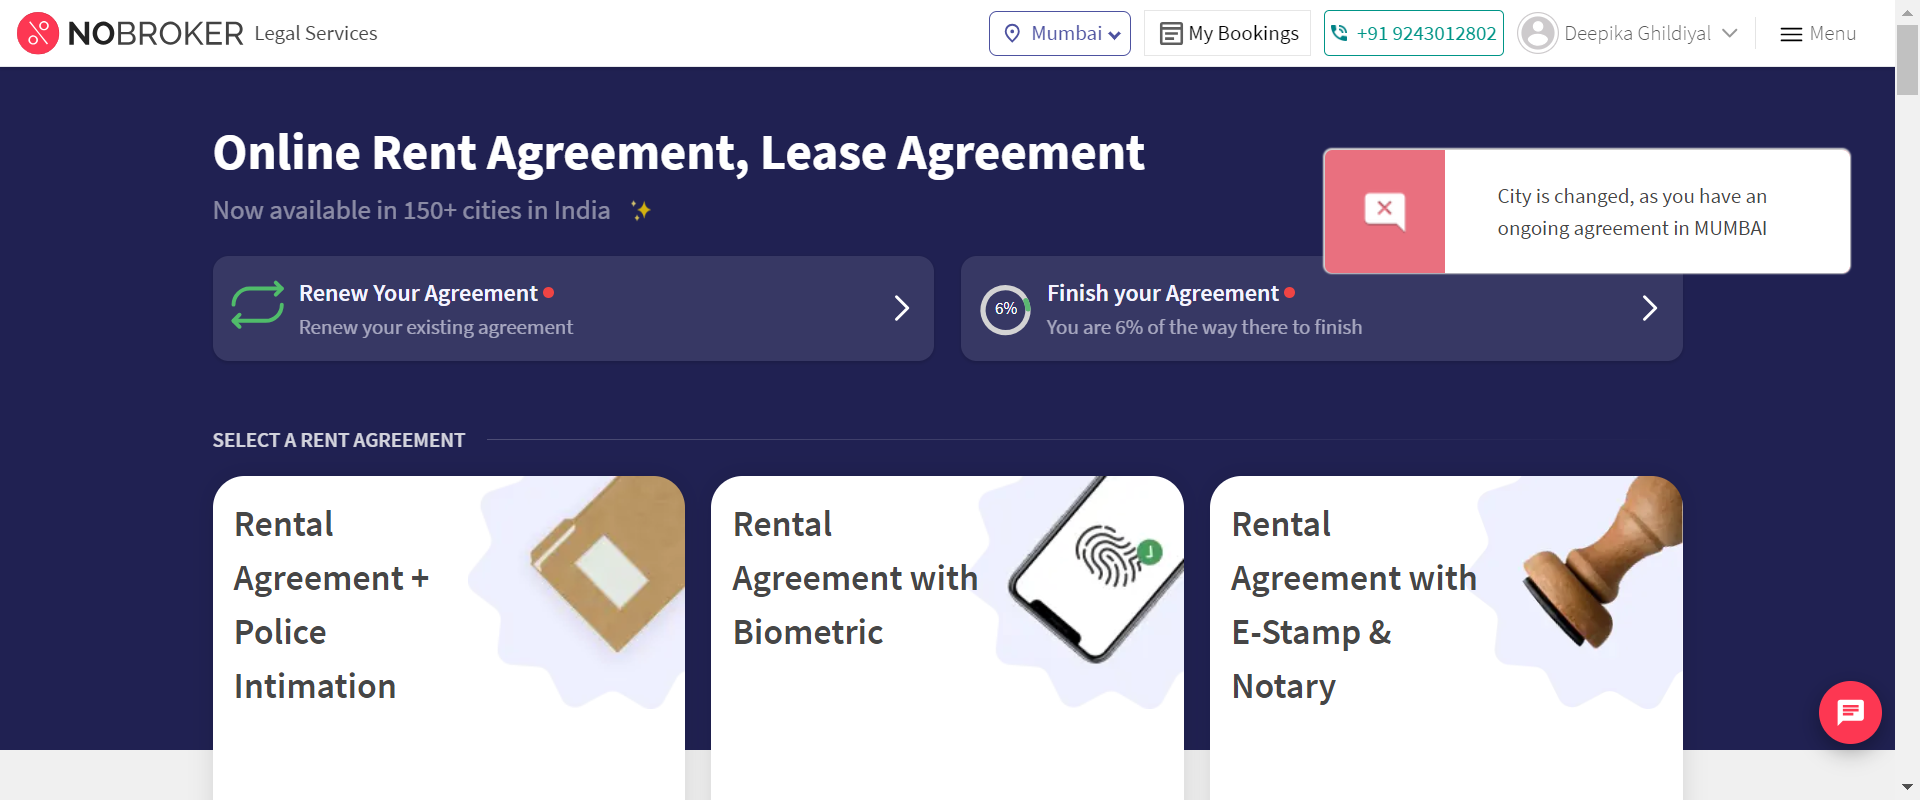 NOBROKER Legal Services
Mumbai
My Bookings
+91 9243012802
Deepika Ghildiyal
Menu
Online Rent Agreement, Lease Agreement
Now available in 150+ cities in India
City is changed, as you have an
ongoing agreement in MUMBAI
Renew Your Agreement
Renew your existing agreement
6%
Finish your Agreement
You are 6% of the way there to finish
SELECT A RENT AGREEMENT
Rental
Agreement +
Police
Intimation
Rental
Agreement with
Biometric
Rental
Agreement with
E-Stamp &
Notary